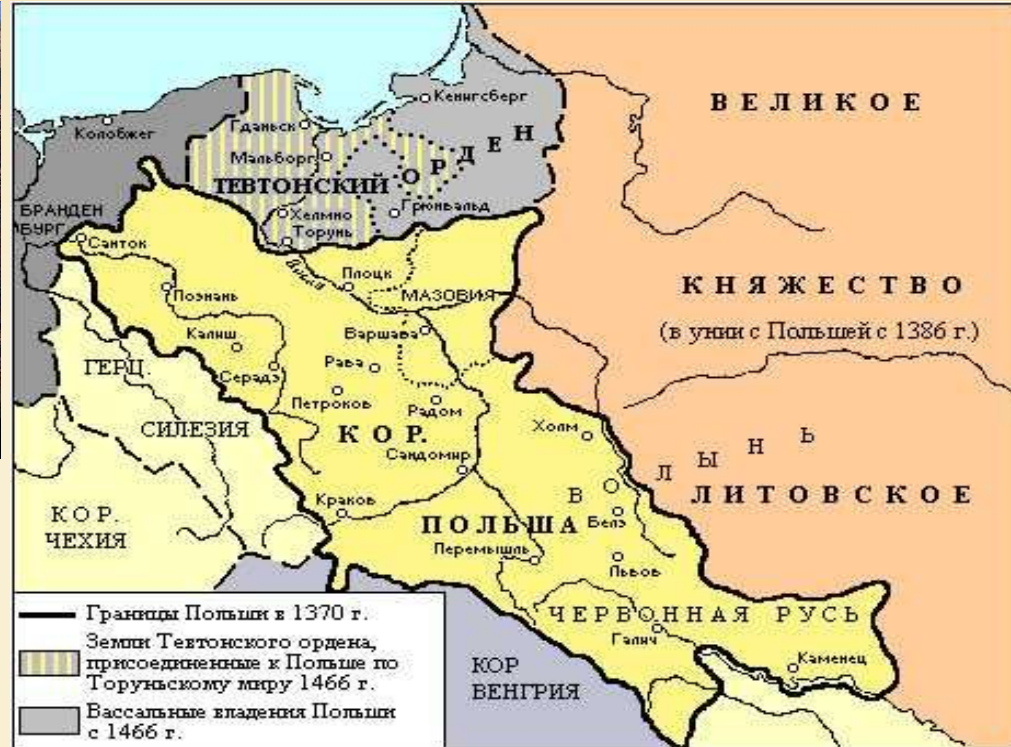 Колобжег
Гданьск
Кенигсберг
Мальборг
ТЕВТОНСКИЙ ОРДЕН
Грюнвальд
Хелмно
Торунь
БРАНДЕН
БУРГ
Санток
Висла
Плоцк
МАЗОВИЯ
Познань
Варшава
Калиш
Рава
ГЕРЦ.
Серадз
Петроков
Радом
СИЛЕЗИЯ
КОР.
Холм
Сандомир
Краков
ПОЛЬША
КОР.
ЧЕХИЯ
Белз
Перемышль
Львов
ЧЕРВОННАЯ РУСЬ
Галич
Каменец
КОР
ВЕНГРИЯ
ВЕЛИКОЕ
КНЯЖЕСТВО
(в унии с Польшей с 1386 г.)
В О ЛЫНЬ
ЛИТОВСКОЕ
Границы Польши в 1370 г.
Земли Тевтонского ордена,
присоединенные к Польше по
Торуньскому миру 1466 г.
Вассальные владения Польши
с 1466 г.